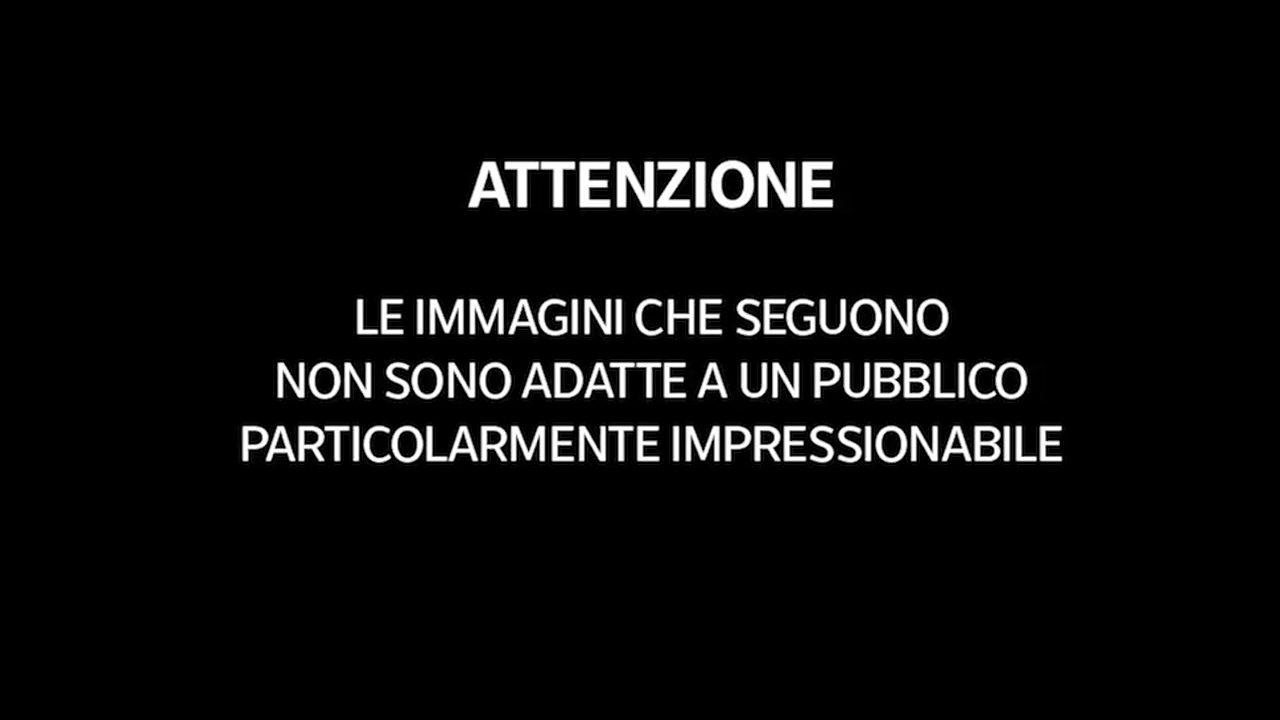 ATTENZIONE
LE IMMAGINI CHE SEGUONO
NON SONO ADATTE A UN PUBBLICO
PARTICOLARMENTE IMPRESSIONABILE